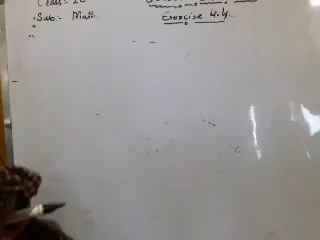 Class:- 10
Sub:- Math
Exercise 4.4.